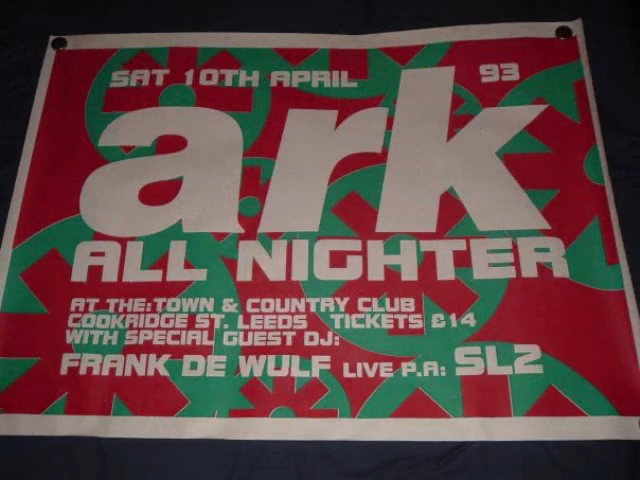 SAT 10TH APRIL 93
ark
ALL NIGHTER
AT THE: TOWN & COUNTRY CLUB
COOKRIDGE ST. LEEDS TICKETS £14
WITH SPECIAL GUEST DJ:
FRANK DE WULF LIVE P.A: SL2